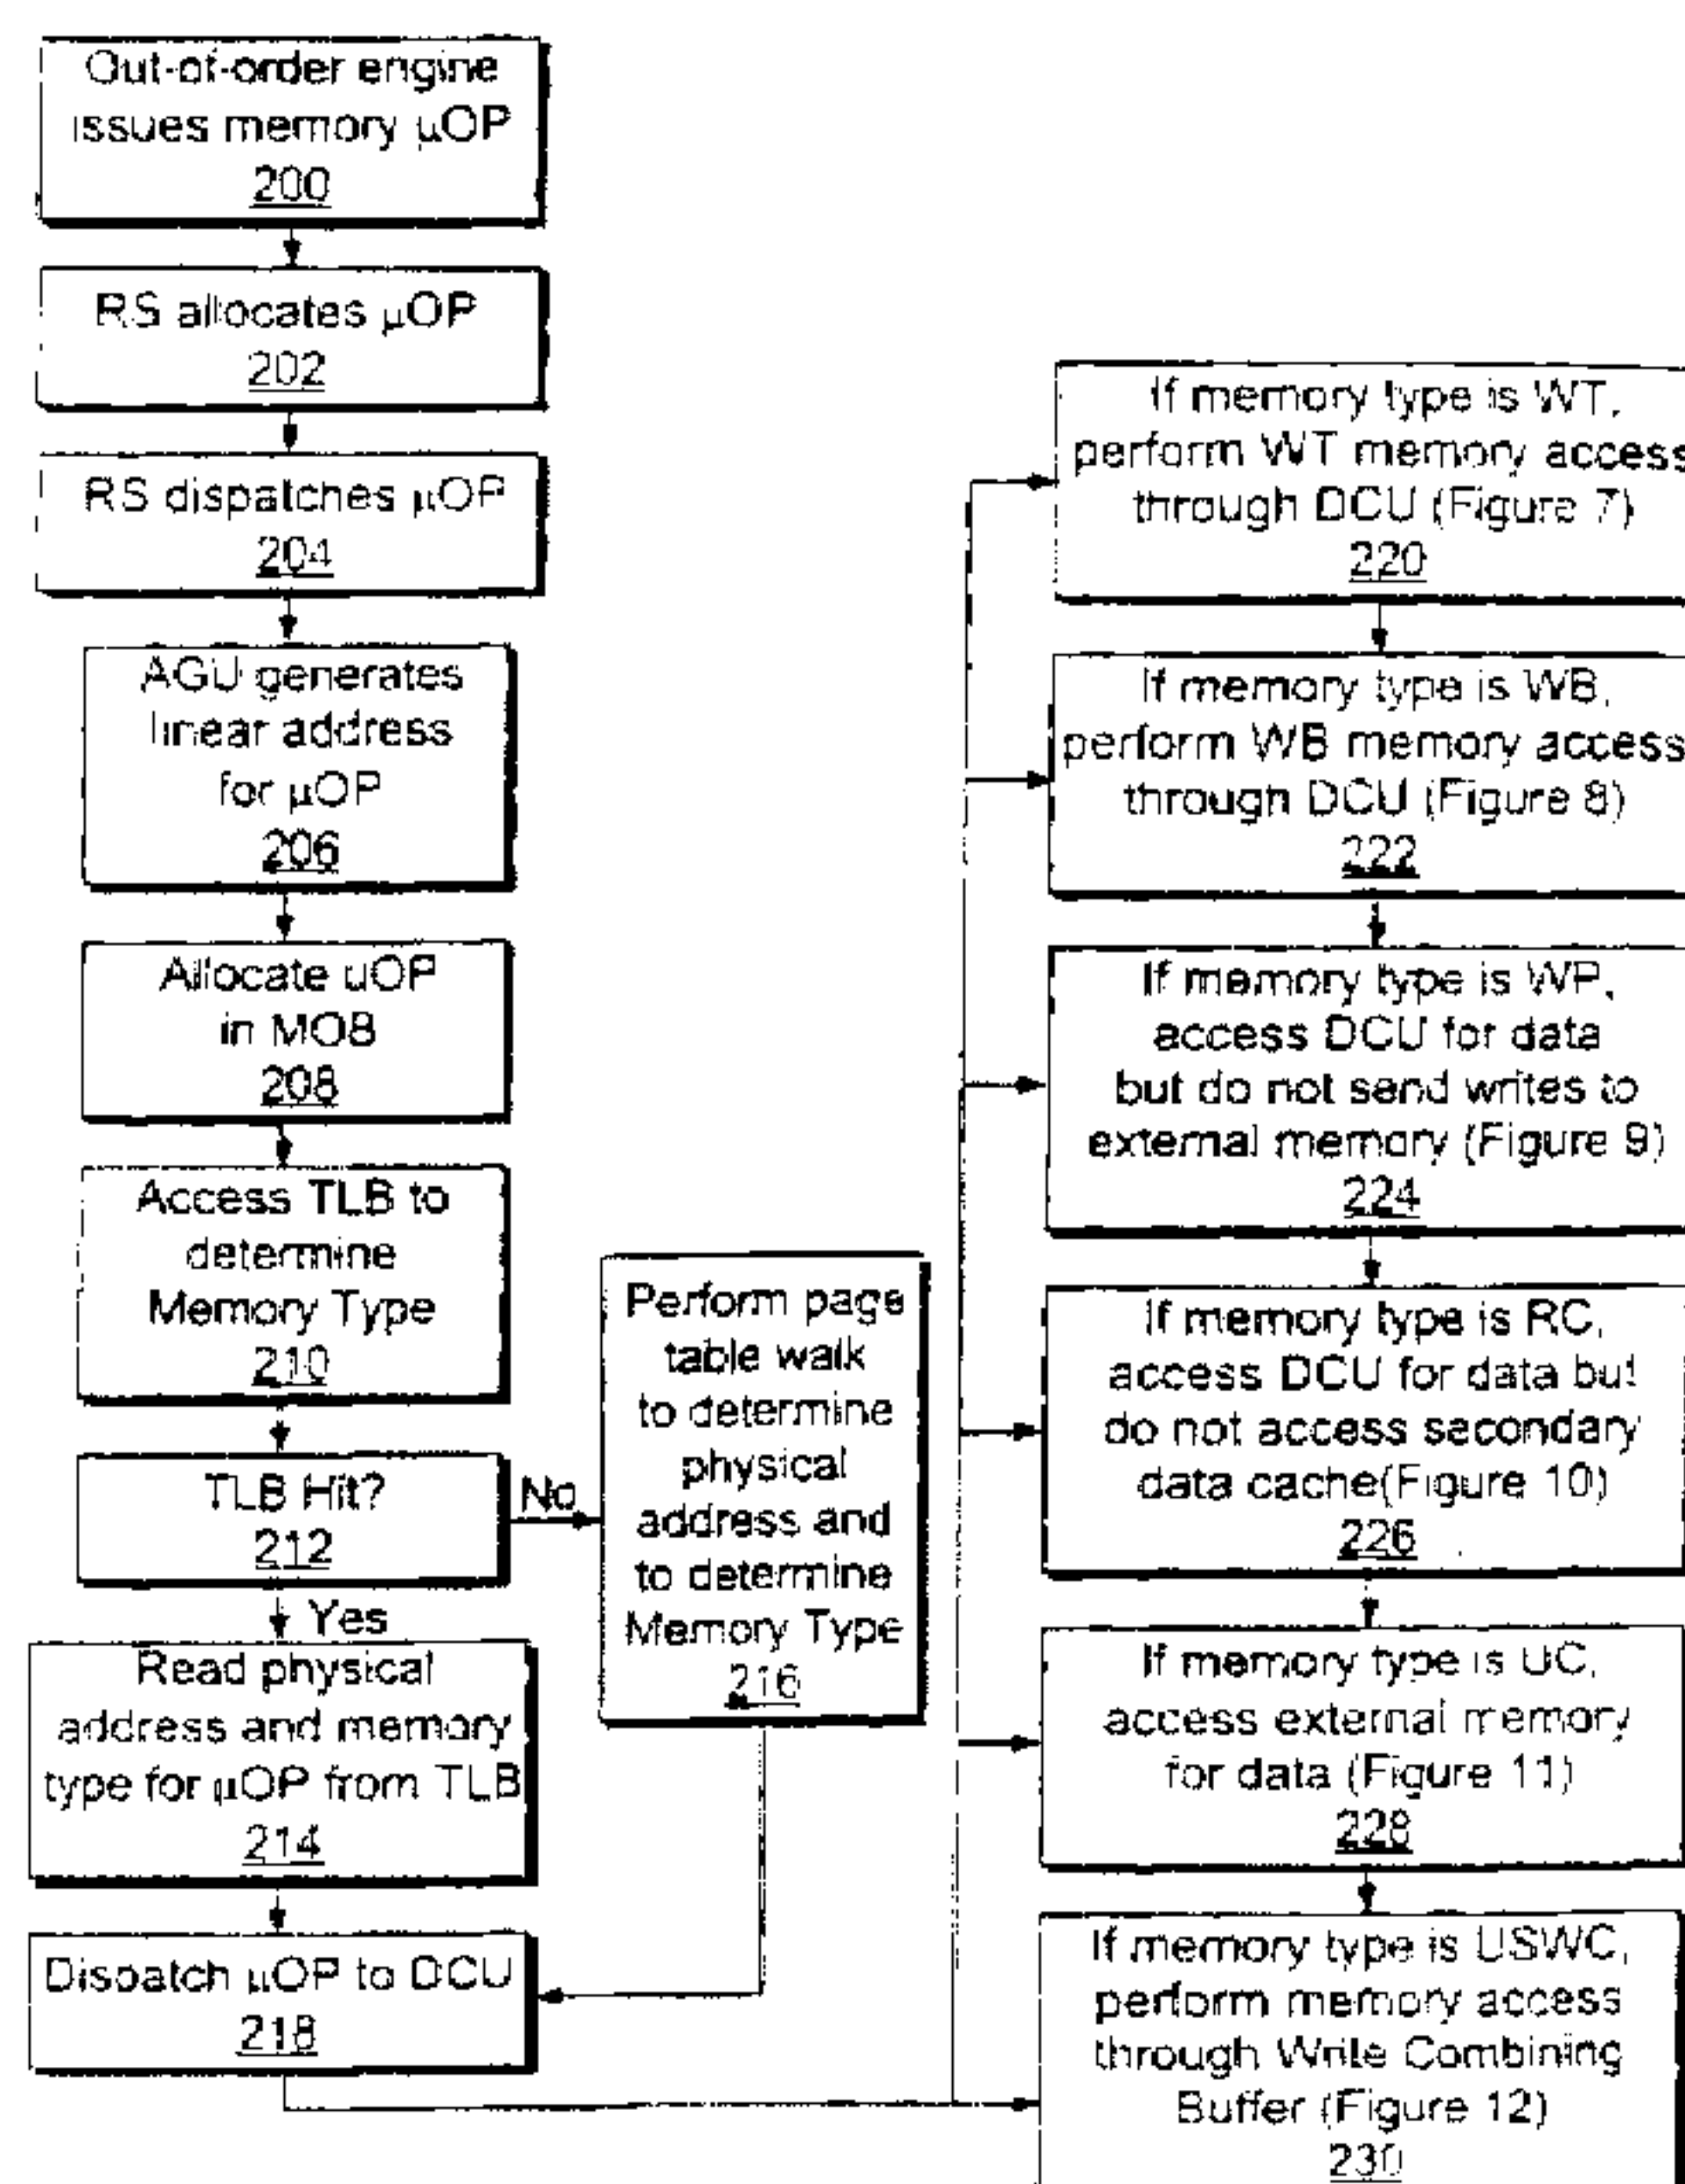 Out-of-order engine
issues memory µOP
200
RS allocates µOP
202
RS dispatches µOP
204
AGU generates
linear address
for µOP
206
Allocate uOP
in MOB
208
Access TLB to
determine
Memory Type
210
TLB Hit?
212
No
Yes
Read physical
address and memory
type for µOP from TLB
214
Perform page
table walk
to determine
physical
address and
to determine
Memory Type
216
Dispatch µOP to DCU
218
If memory type is WT,
perform WT memory access
through DCU (Figure 7)
220
If memory type is WB,
perform WB memory access
through DCU (Figure 8)
222
If memory type is WP,
access DCU for data
but do not send writes to
external memory (Figure 9)
224
If memory type is RC,
access DCU for data but
do not access secondary
data cache(Figure 10)
226
If memory type is UC,
access external memory
for data (Figure 11)
228
If memory type is USWC,
perform memory access
through Write Combining
Buffer (Figure 12)
230